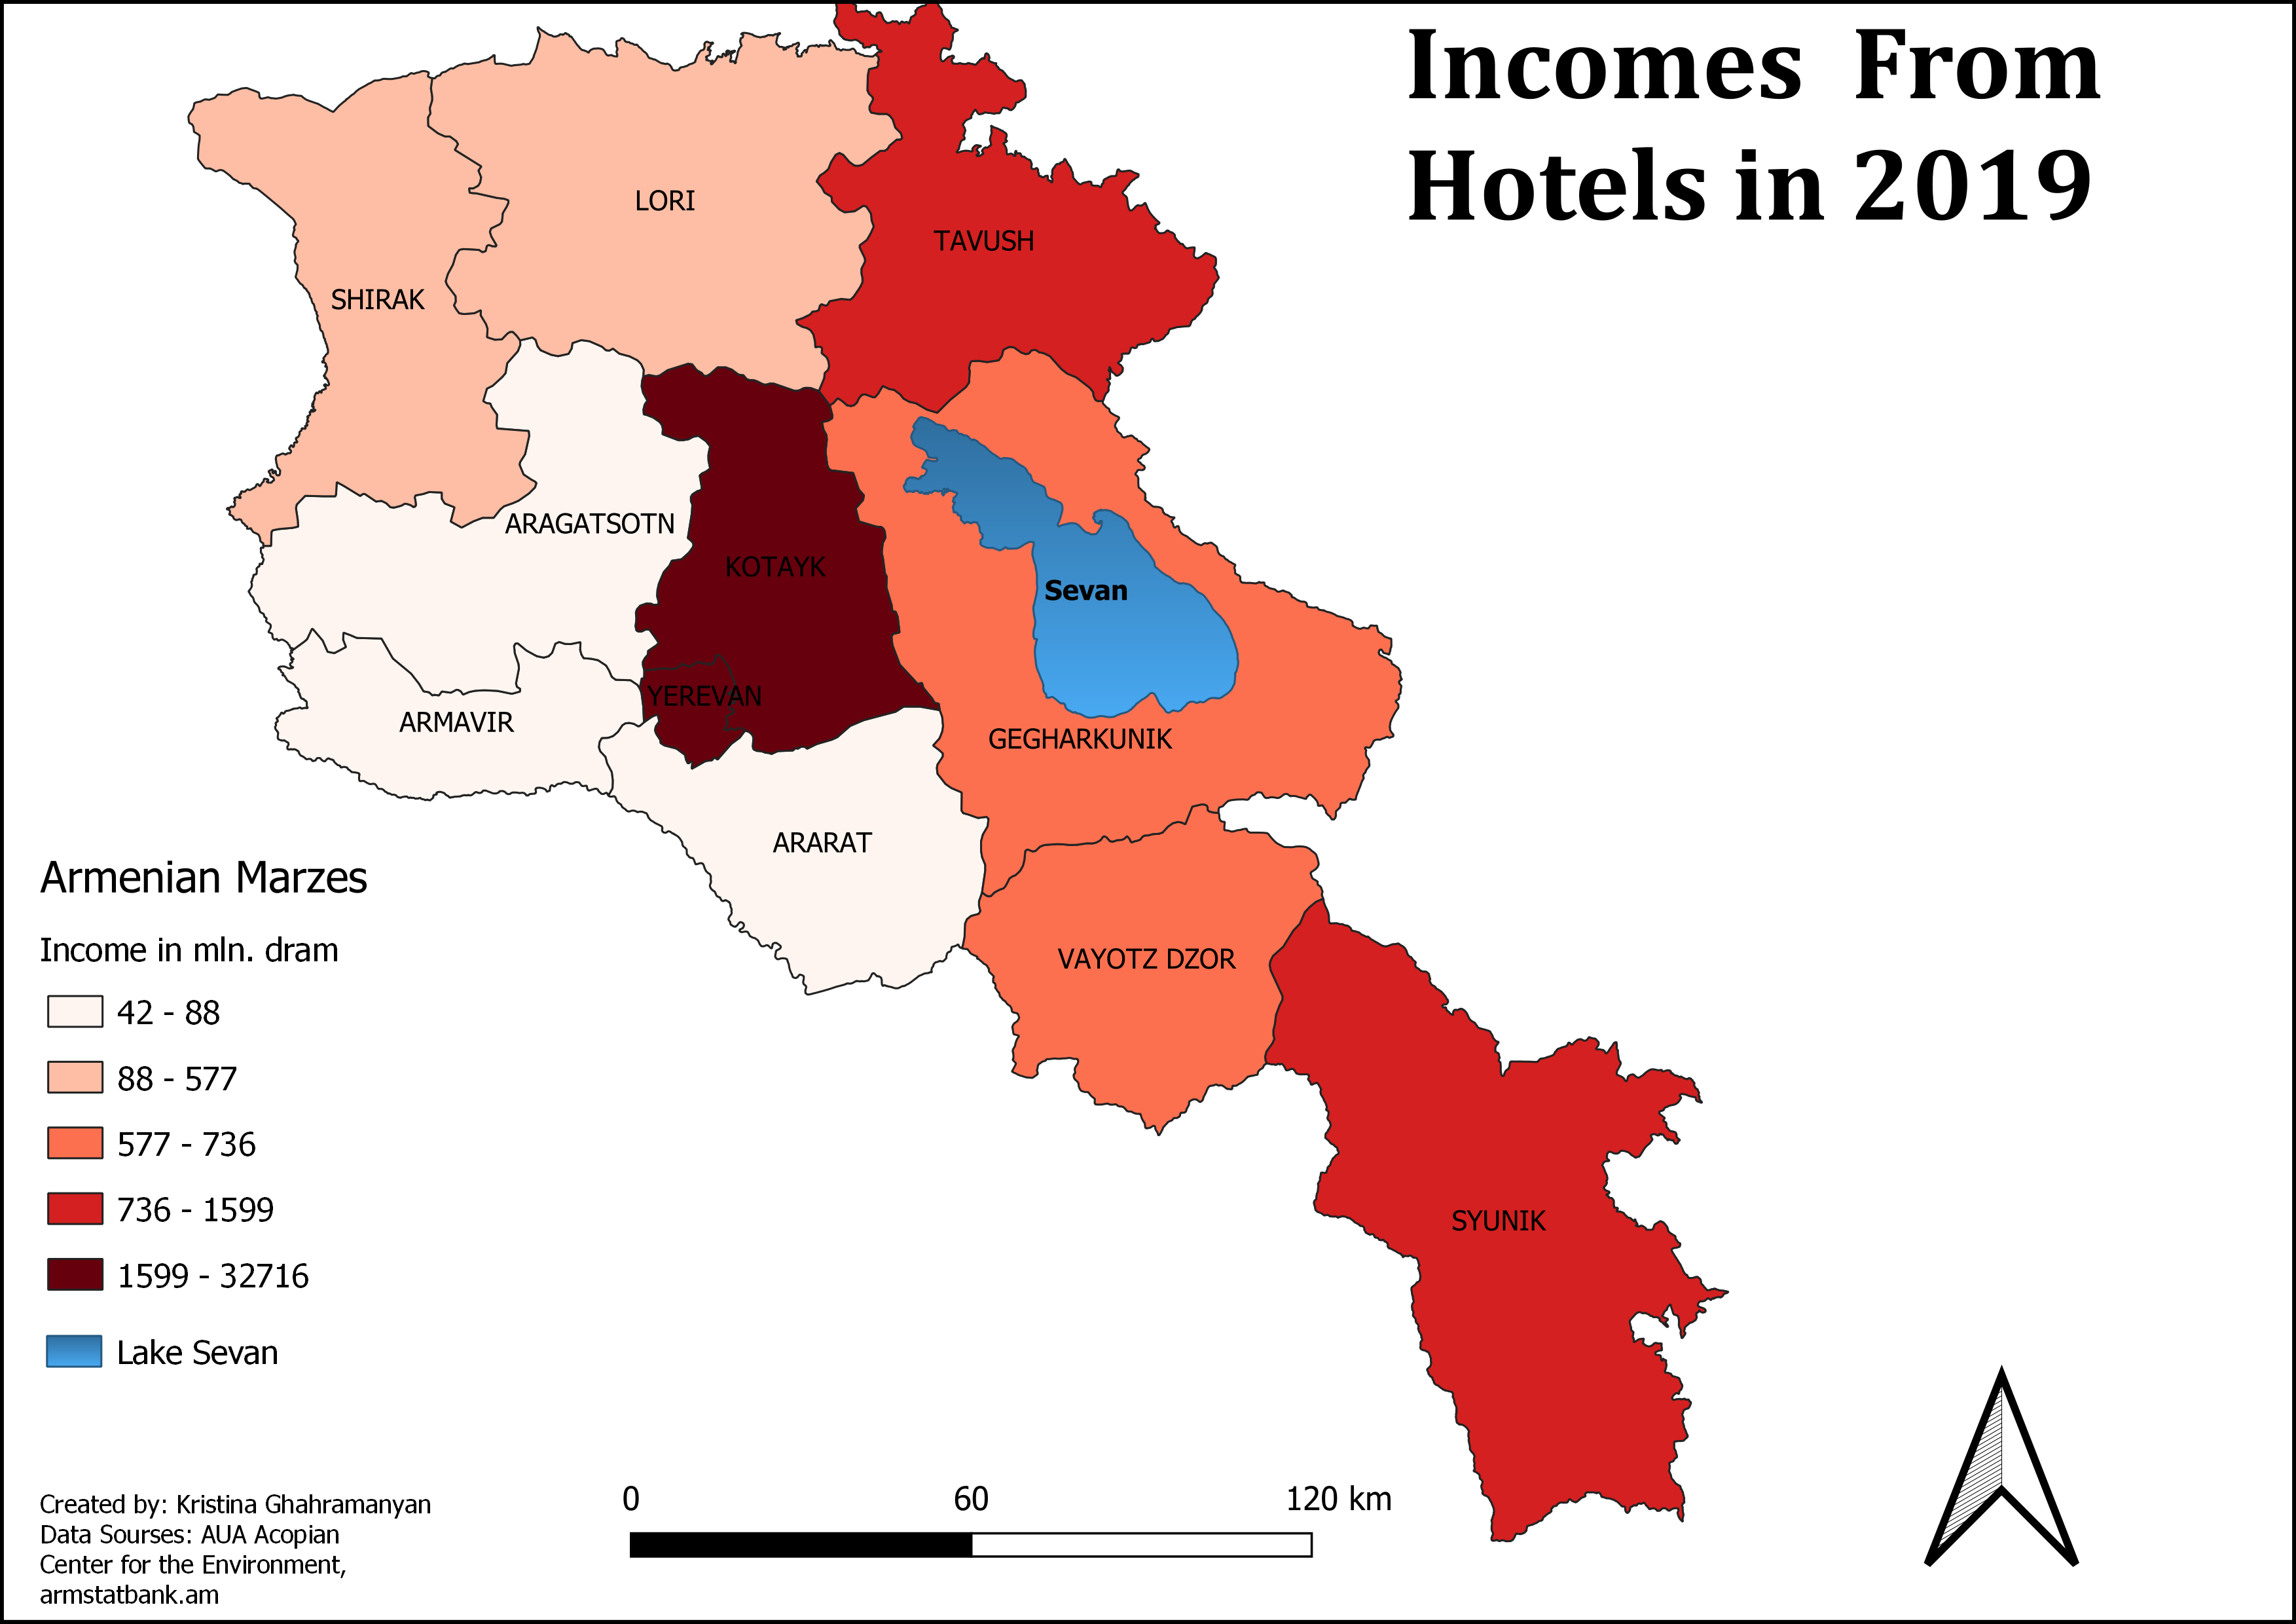 Incomes From
Hotels in 2019
LORI
TAVUSH
SHIRAK
ARAGATSOTN
KOTAYK
Sevan
YEREVAN
ARMAVIR
GEGHARKUNIK
ARARAT
VAYOTZ DZOR
SYUNIK
Armenian Marzes
Income in mln. dram
42 - 88
88 - 577
577 - 736
736 - 1599
1599 - 32716
Lake Sevan
Created by: Kristina Ghahramanyan
Data Sourses: AUA Acopian
Center for the Environment,
armstatbank.am
0 60 120 km